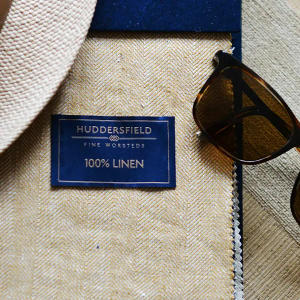 HUDDERSFIELD
FINE WORSTEDS
100% LINEN